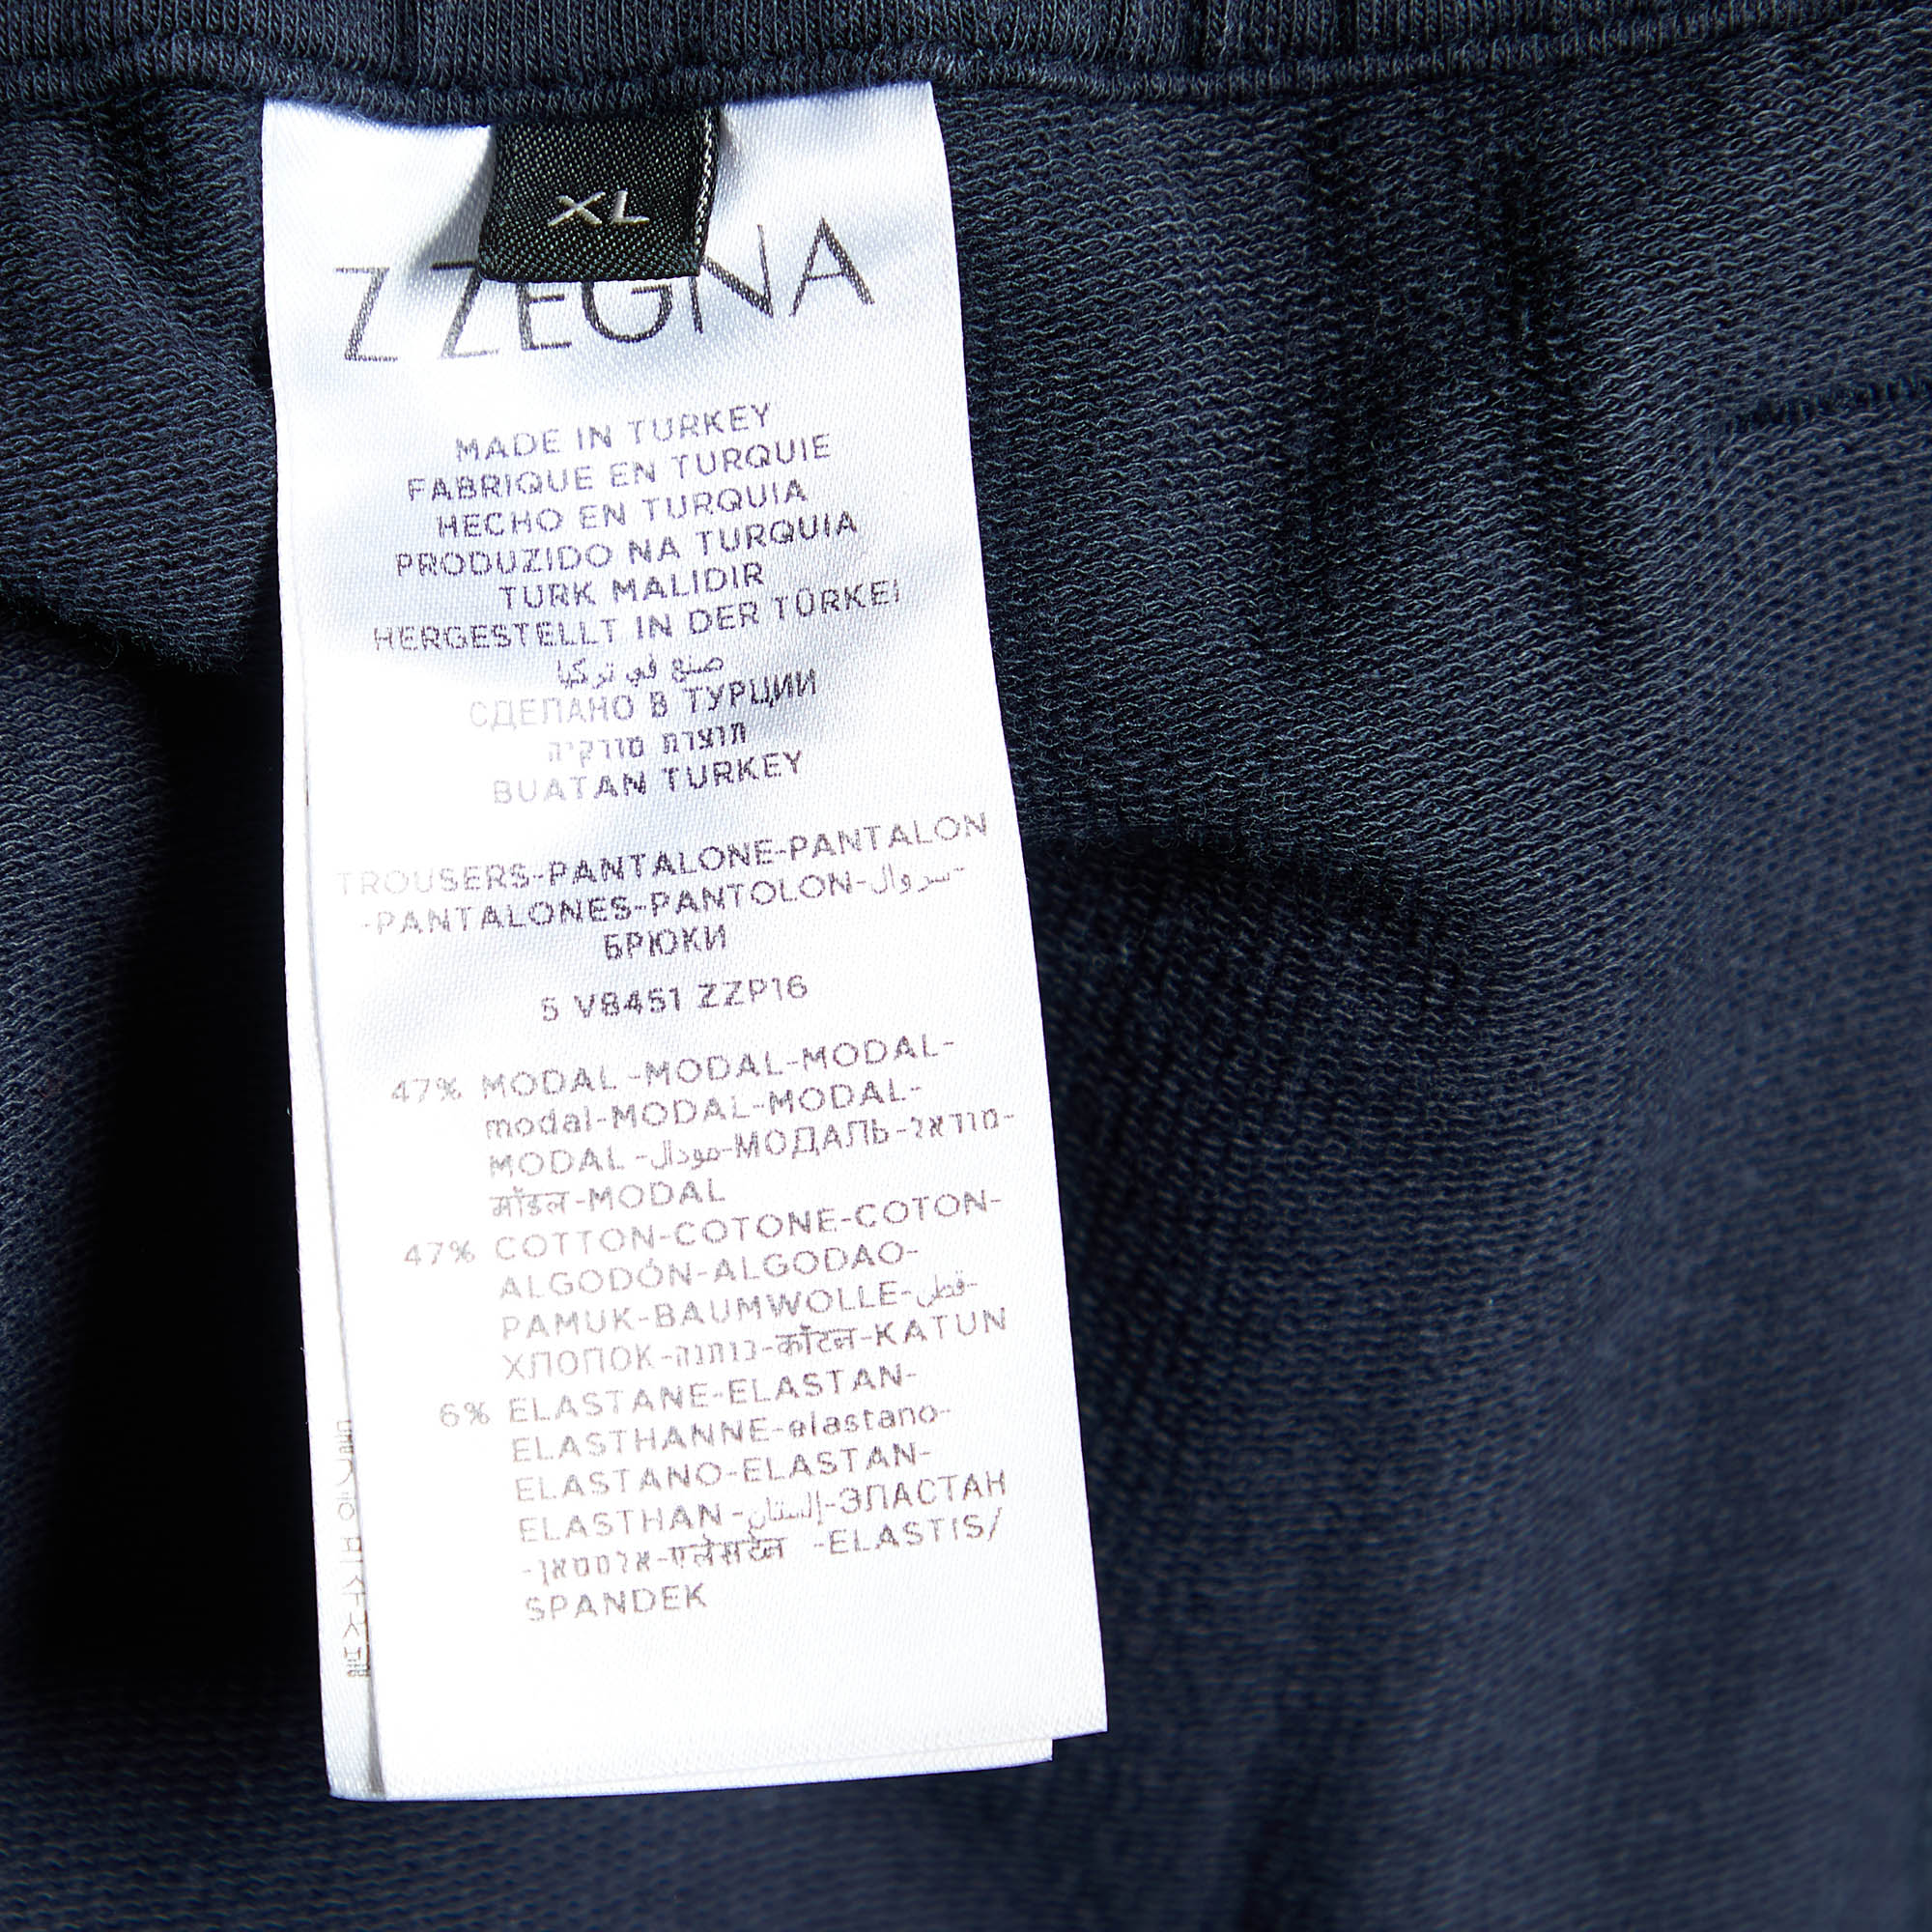 XL
Z ZEGNA
MADE IN TURKEY
FABRIQUE EN TURQUIE
HECHO EN TURQUIA
PRODUZIDO NA TURQUIA
TURK MALIDIR
HERGESTELLT IN DER TÜRKEI
صنع في تركيا
СДЕЛАНО В ТУРЦИИ
תוצרת טורקיה
BUATAN TURKEY
TROUSERS-PANTALONE-PANTALON
-PANTALONES-PANTOLON-سروال-
БРЮКИ
5 V8451 ZZP16
47% MODAL-MODAL-MODAL-
modal-MODAL-MODAL-
MODAL-مودال-МОДАЛЬ-מודאל-
मॉडल-MODAL
47% COTTON-COTONE-COTON-
ALGODÓN-ALGODAO-
PAMUK-BAUMWOLLE-قطن-
ХЛОПОК-כותנה-कॉटन-KATUN
6% ELASTANE-ELASTAN-
ELASTHANNE-elastano-
ELASTANO-ELASTAN-
ELASTHAN-إلستان-ЭЛАСТАН
-אלסטאן-एलेसटेन -ELASTIS/
SPANDEK